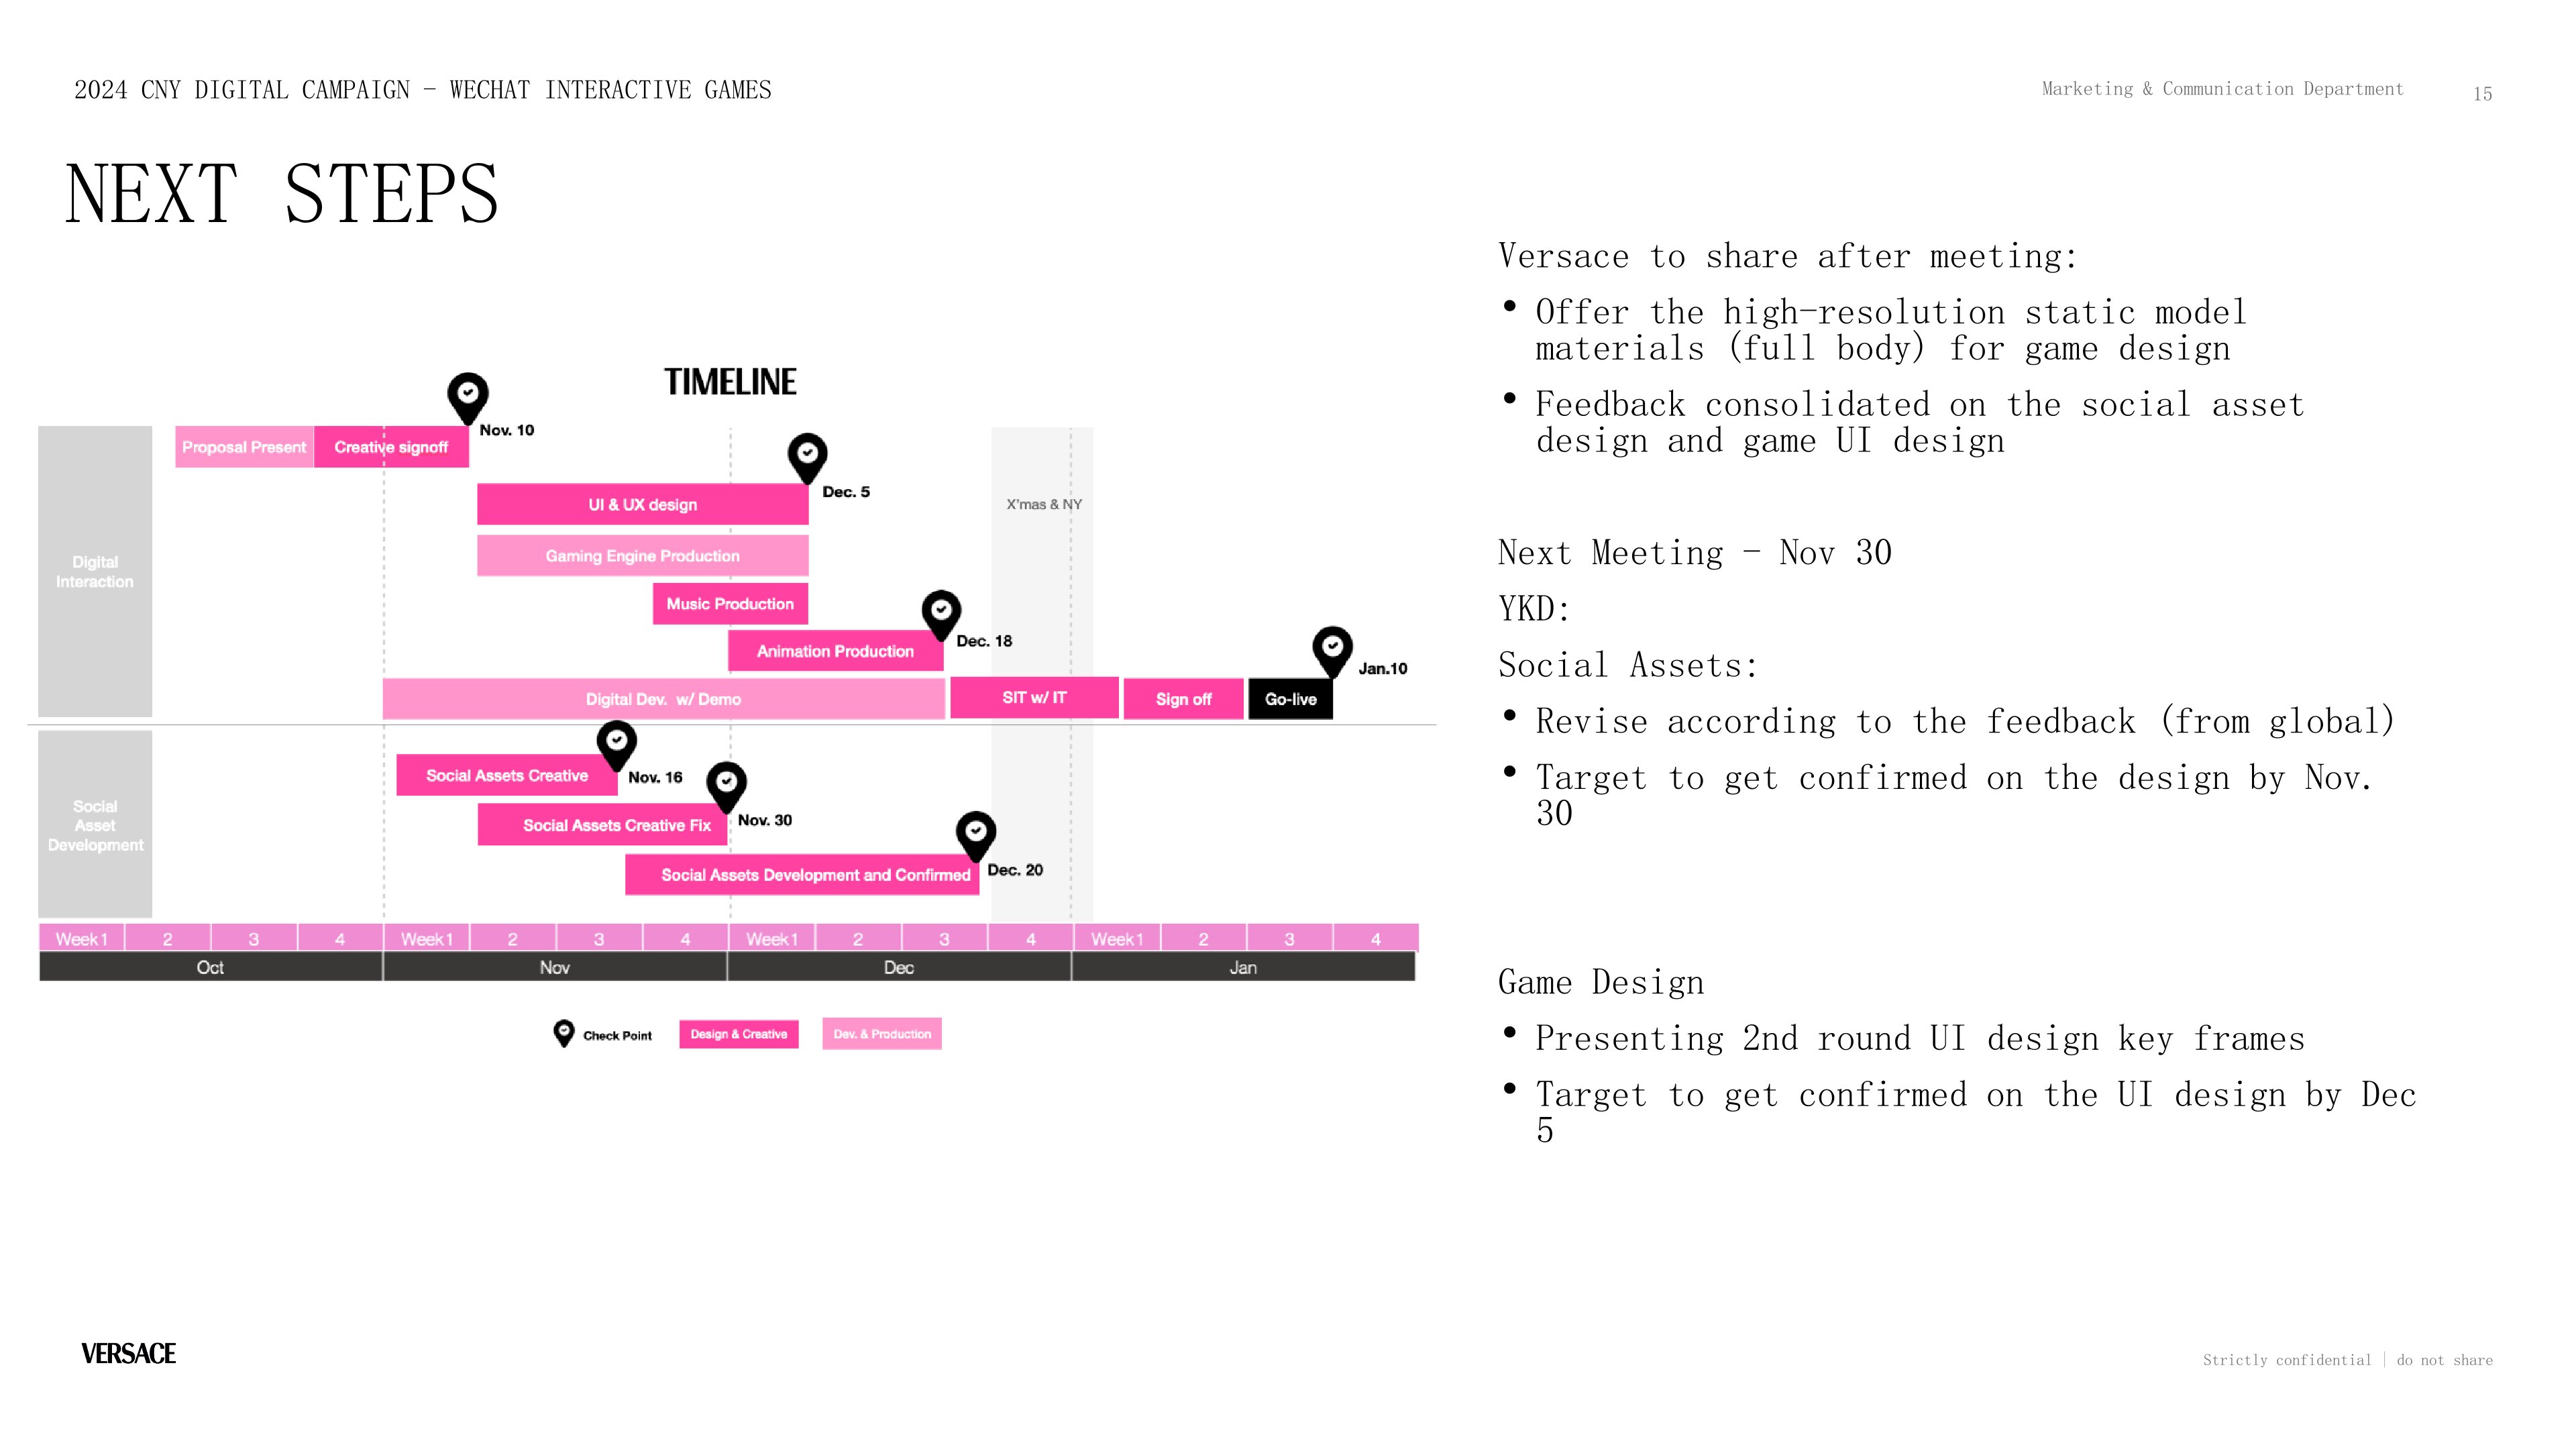 2024 CNY DIGITAL CAMPAIGN – WECHAT INTERACTIVE GAMES
Marketing & Communication Department
15
NEXT STEPS
TIMELINE
Nov. 10
Proposal Present
Creative signoff
Dec. 5
UI & UX design
X'mas & NY
Gaming Engine Production
Digital
Interaction
Music Production
Dec. 18
Animation Production
Jan.10
Digital Dev. w/ Demo
SIT w/ IT
Sign off
Go-live
Social Assets Creative
Nov. 16
Social
Asset
Development
Social Assets Creative Fix
Nov. 30
Social Assets Development and Confirmed
Dec. 20
Week1 2 3 4 Week1 2 3 4 Week1 2 3 4 Week1 2 3 4
Oct Nov Dec Jan
Check Point
Design & Creative
Dev. & Production
Versace to share after meeting:
• Offer the high-resolution static model
materials (full body) for game design
• Feedback consolidated on the social asset
design and game UI design
Next Meeting – Nov 30
YKD:
Social Assets:
• Revise according to the feedback (from global)
• Target to get confirmed on the design by Nov.
30
Game Design
• Presenting 2nd round UI design key frames
• Target to get confirmed on the UI design by Dec
5
VERSACE
Strictly confidential | do not share